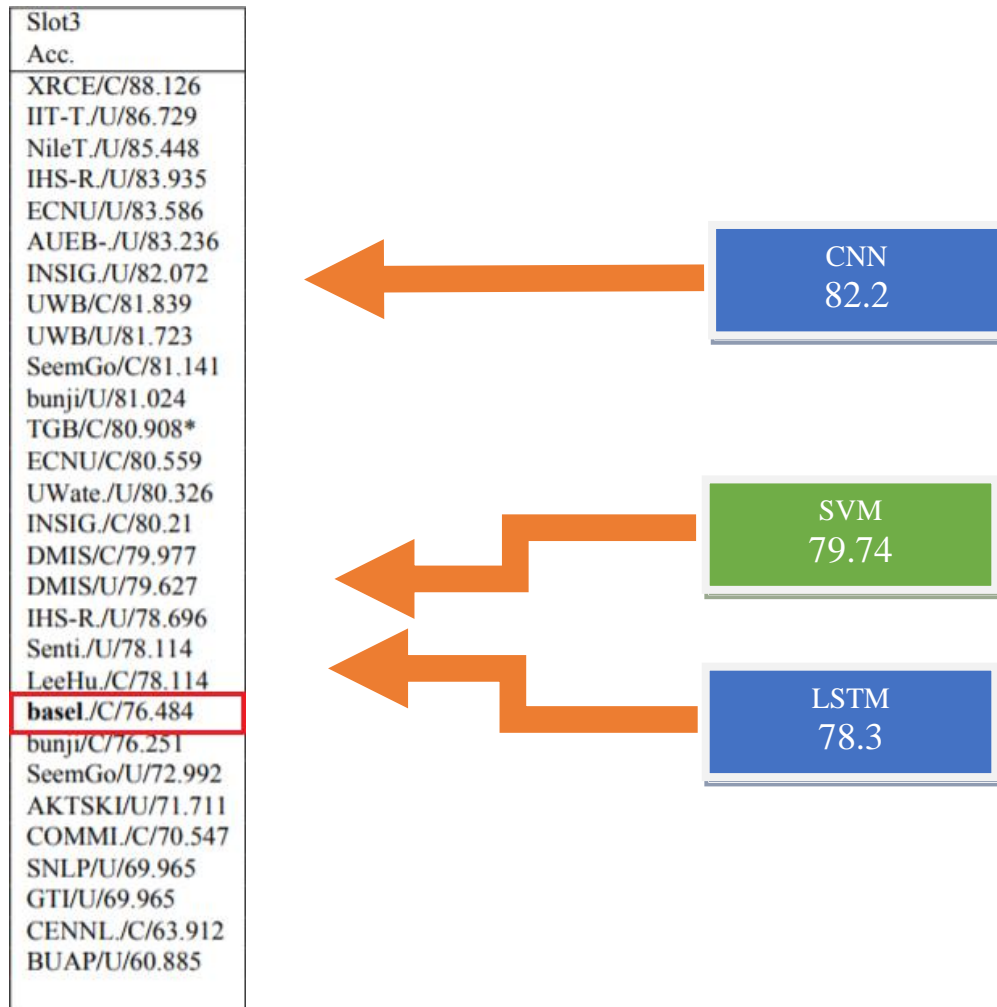 Slot3
Acc.
XRCE/C/88.126
IIT-T./U/86.729
NileT./U/85.448
IHS-R./U/83.935
ECNU/U/83.586
AUEB-./U/83.236
INSIG./U/82.072
UWB/C/81.839
UWB/U/81.723
SeemGo/C/81.141
bunji/U/81.024
TGB/C/80.908*
ECNU/C/80.559
UWate./U/80.326
INSIG./C/80.21
DMIS/C/79.977
DMIS/U/79.627
IHS-R./U/78.696
Senti./U/78.114
LeeHu./C/78.114
basel./C/76.484
bunji/C/76.251
SeemGo/U/72.992
AKTSKI/U/71.711
COMMI./C/70.547
SNLP/U/69.965
GTI/U/69.965
CENNL./C/63.912
BUAP/U/60.885
CNN
82.2
SVM
79.74
LSTM
78.3